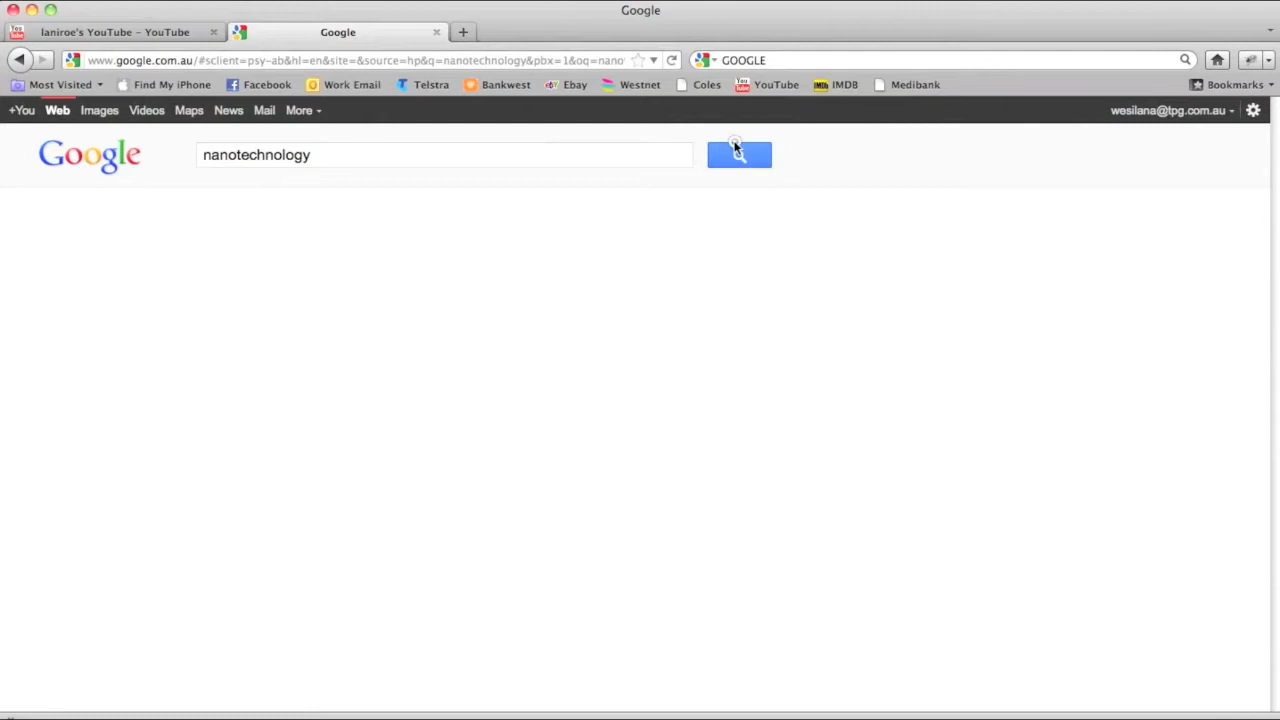 Google
laniroe's YouTube – YouTube
Google
www.google.com.au/#sclient=psy-ab&hl=en&site=&source=hp&q=nanotechnology&pbx=1&oq=nano
GOOGLE
Most Visited
Find My iPhone
Facebook
Work Email
Telstra
Bankwest
Ebay
Westnet
Coles
YouTube
IMDB
Medibank
Bookmarks
+You Web Images Videos Maps News Mail More
wesilana@tpg.com.au
Google
nanotechnology